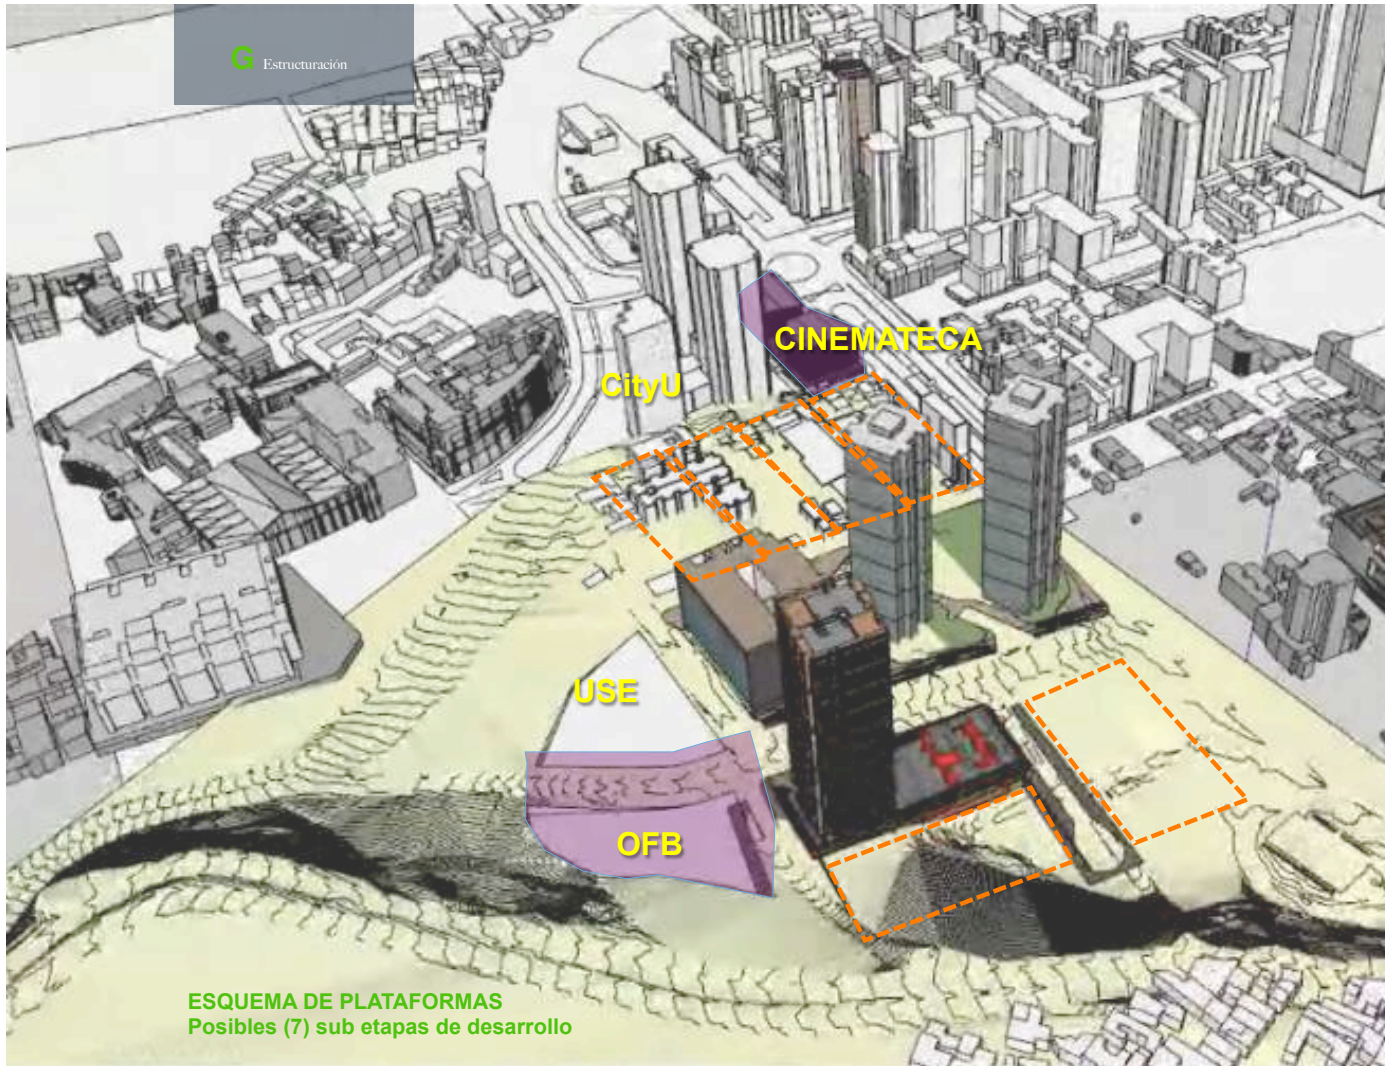 G Estructuración
CINEMATECA
CityU
USE
OFB
ESQUEMA DE PLATAFORMAS
Posibles (7) sub etapas de desarrollo